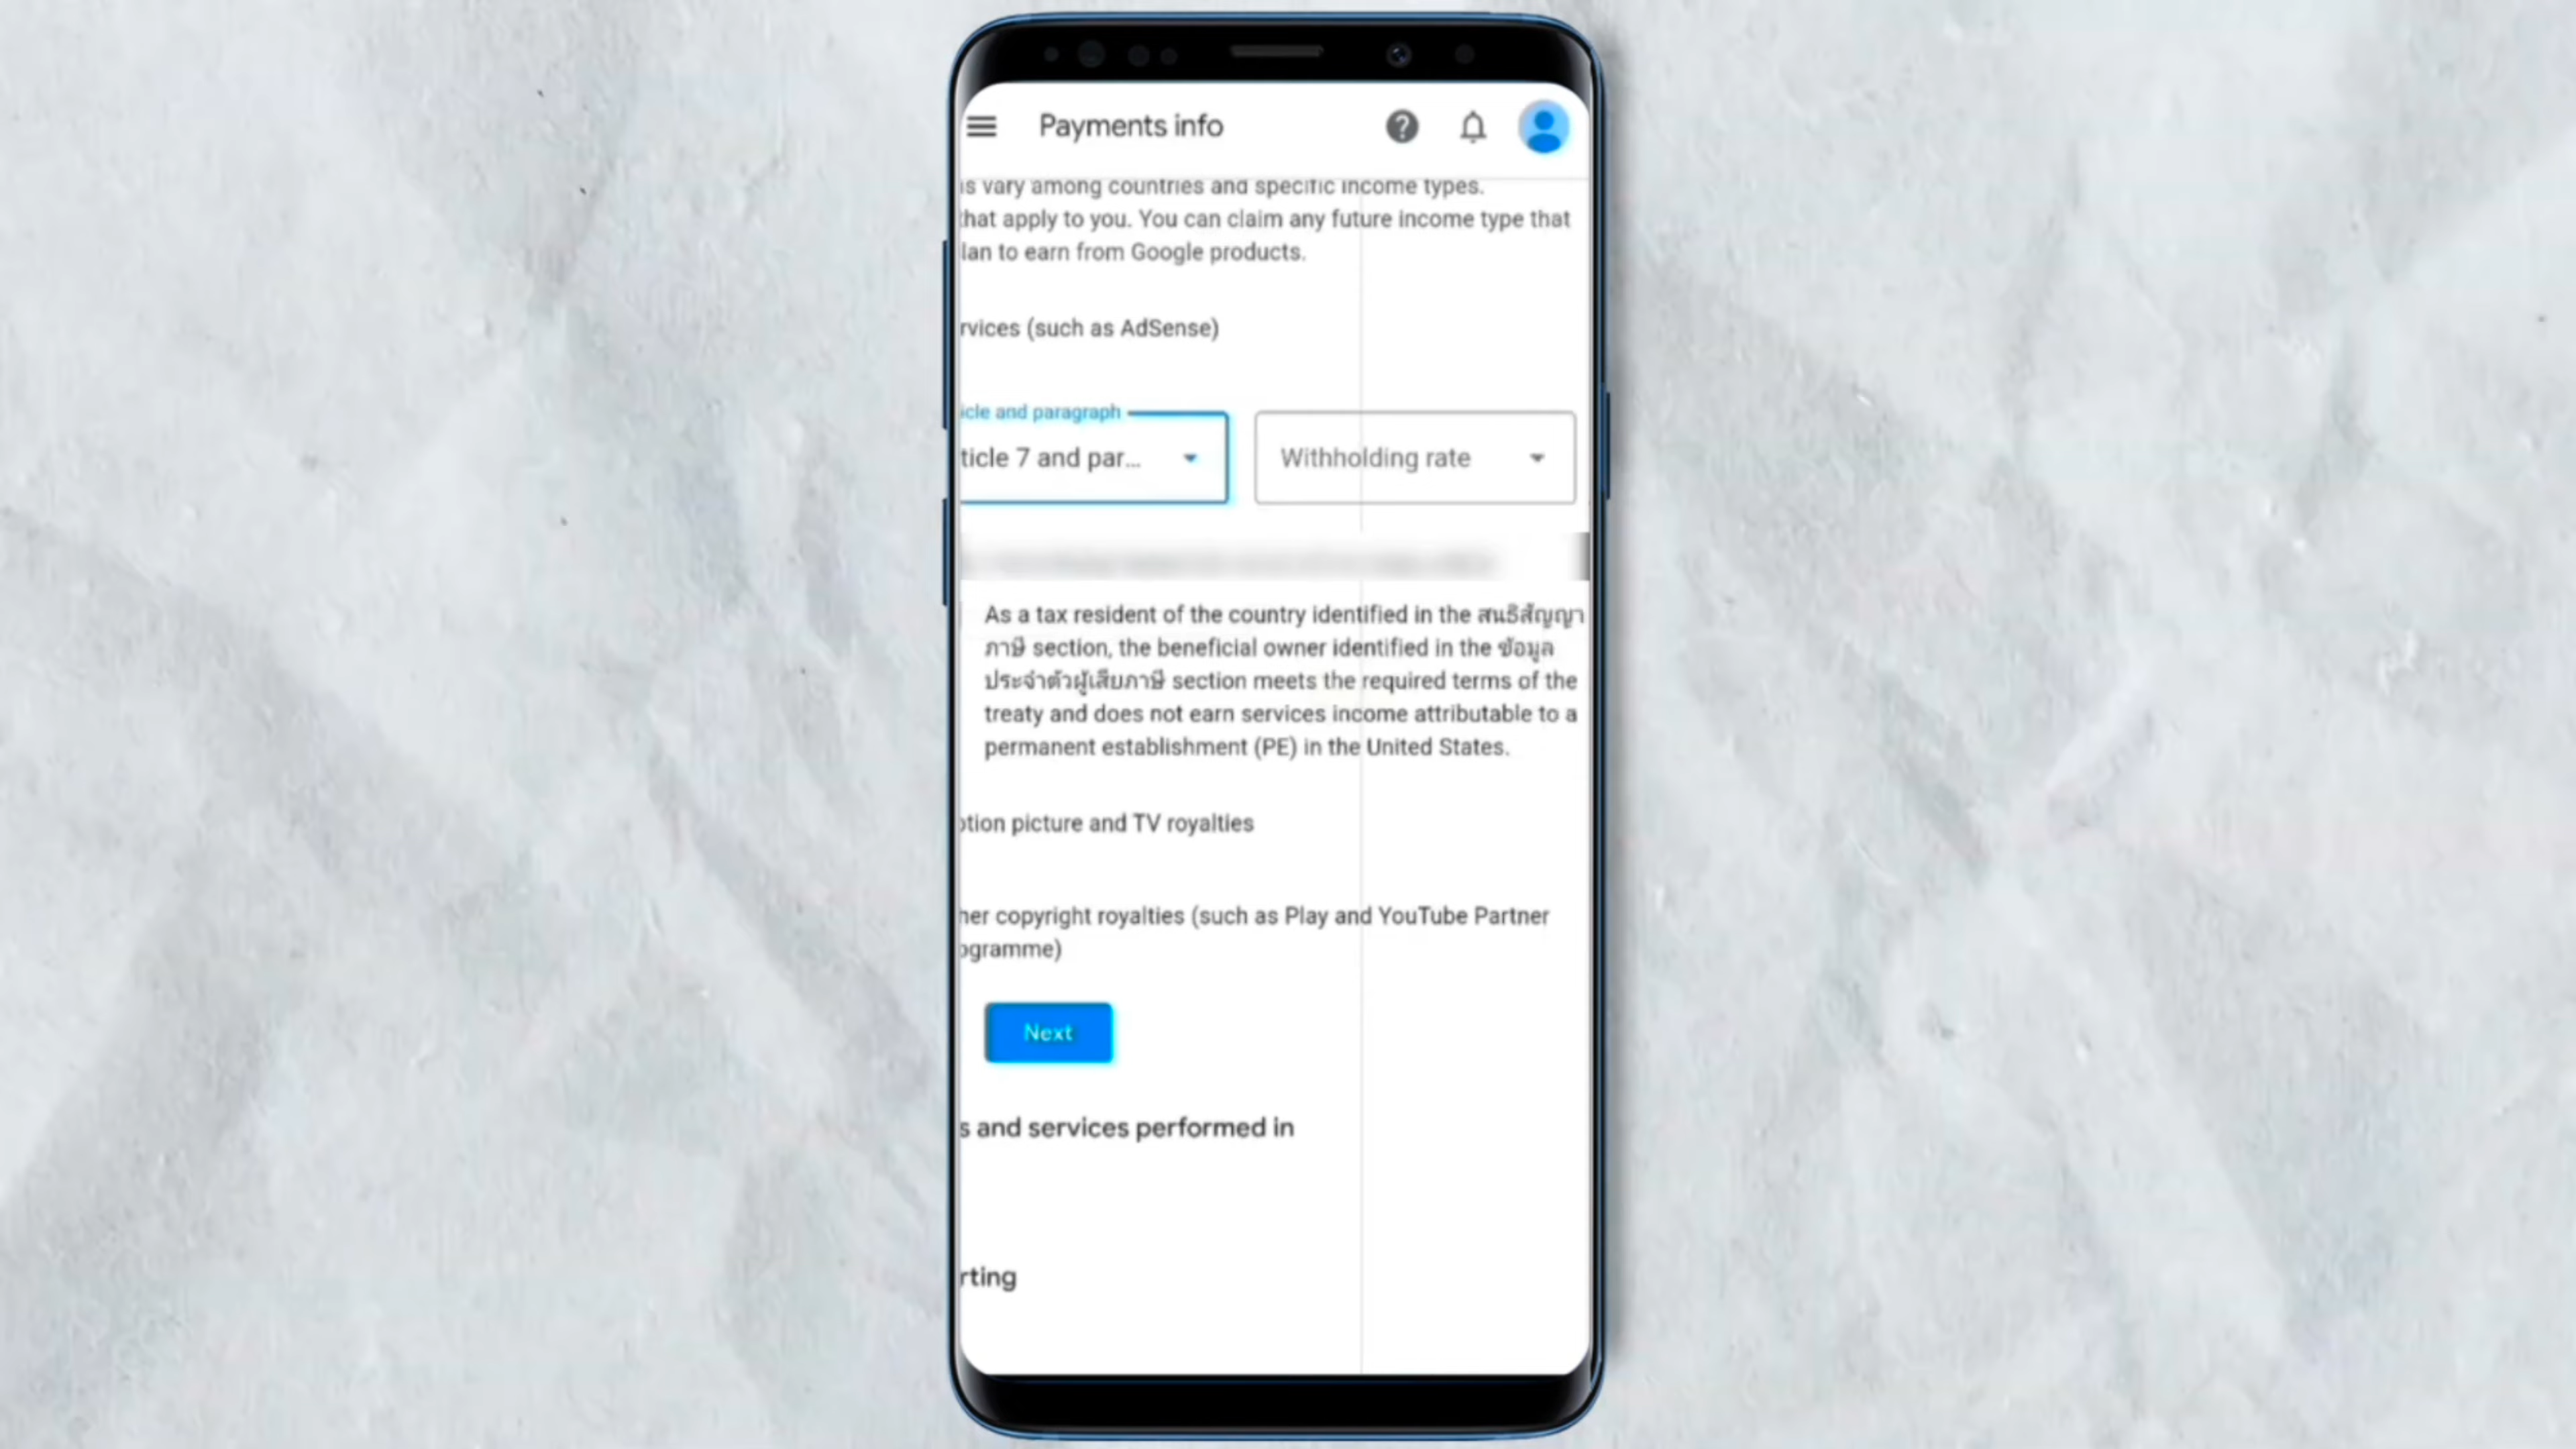 Payments info
is vary among countries and specific income types.
that apply to you. You can claim any future income type that
lan to earn from Google products.
rvices (such as AdSense)
icle and paragraph
ticle 7 and par...
Withholding rate
As a tax resident of the country identified in the สนธิสัญญา
ภาษี section, the beneficial owner identified in the ข้อมูล
ประจำตัวผู้เสียภาษี section meets the required terms of the
treaty and does not earn services income attributable to a
permanent establishment (PE) in the United States.
otion picture and TV royalties
her copyright royalties (such as Play and YouTube Partner
ogramme)
Next
s and services performed in
rting